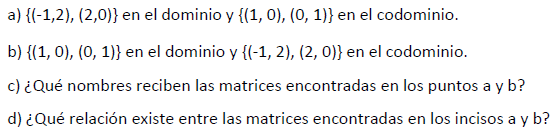 a) {(-1,2), (2,0)} en el dominio y {(1, 0), (0, 1)} en el codominio.
b) {(1, 0), (0, 1)} en el dominio y {(-1, 2), (2, 0)} en el codominio.
c) ¿Qué nombres reciben las matrices encontradas en los puntos a y b?
d) ¿Qué relación existe entre las matrices encontradas en los incisos a y b?